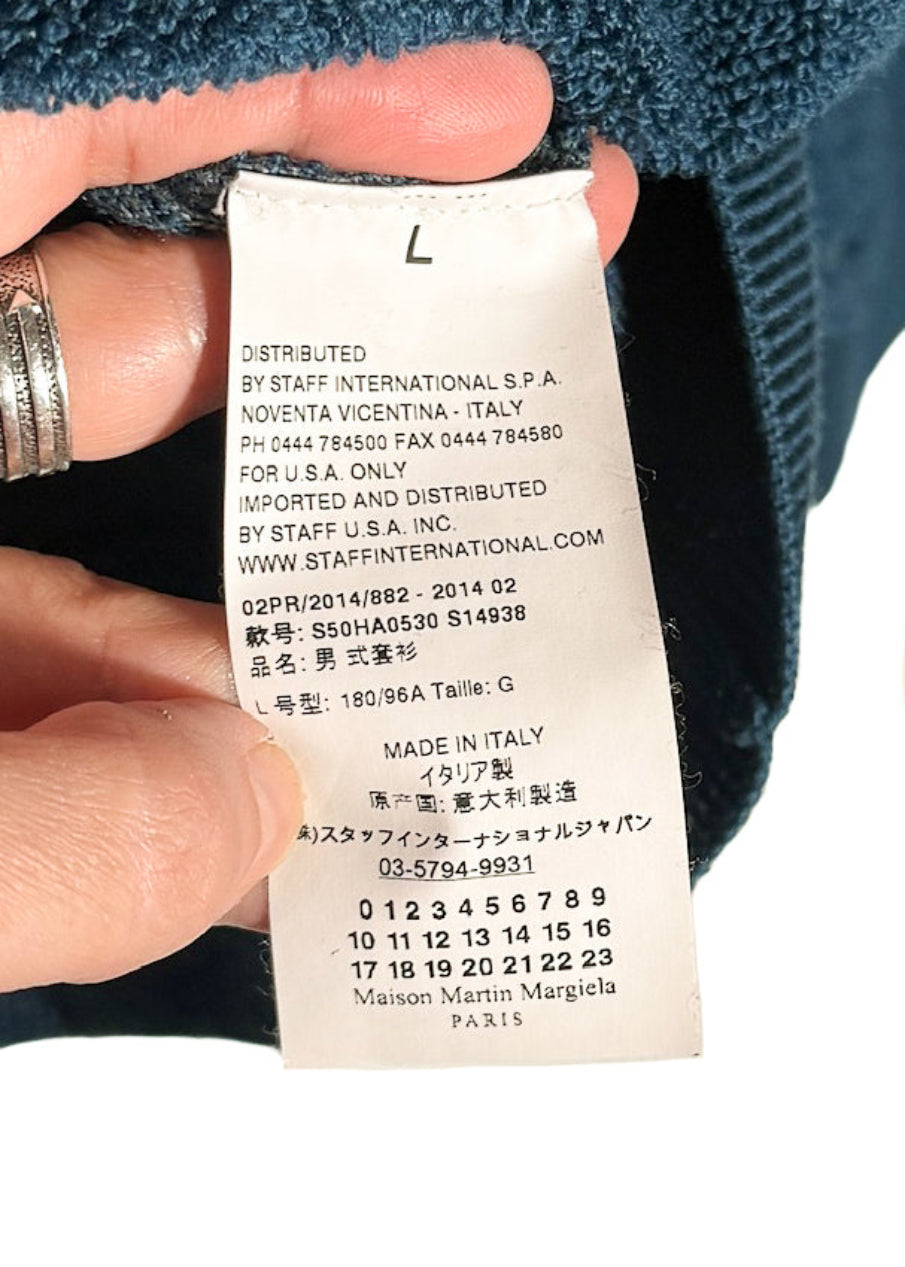 L
DISTRIBUTED
BY STAFF INTERNATIONAL S.P.A.
NOVENTA VICENTINA - ITALY
PH 0444 784500 FAX 0444 784580
FOR U.S.A. ONLY
IMPORTED AND DISTRIBUTED
BY STAFF U.S.A. INC.
WWW.STAFFINTERNATIONAL.COM
02PR/2014/882 - 2014 02
款号: S50HA0530 S14938
品名: 男式套衫
L 号型: 180/96A Taille: G
MADE IN ITALY
イタリア製
原产国: 意大利製造
株)スタッフインターナショナルジャパン
03-5794-9931
0 1 2 3 4 5 6 7 8 9
10 11 12 13 14 15 16
17 18 19 20 21 22 23
Maison Martin Margiela
PARIS